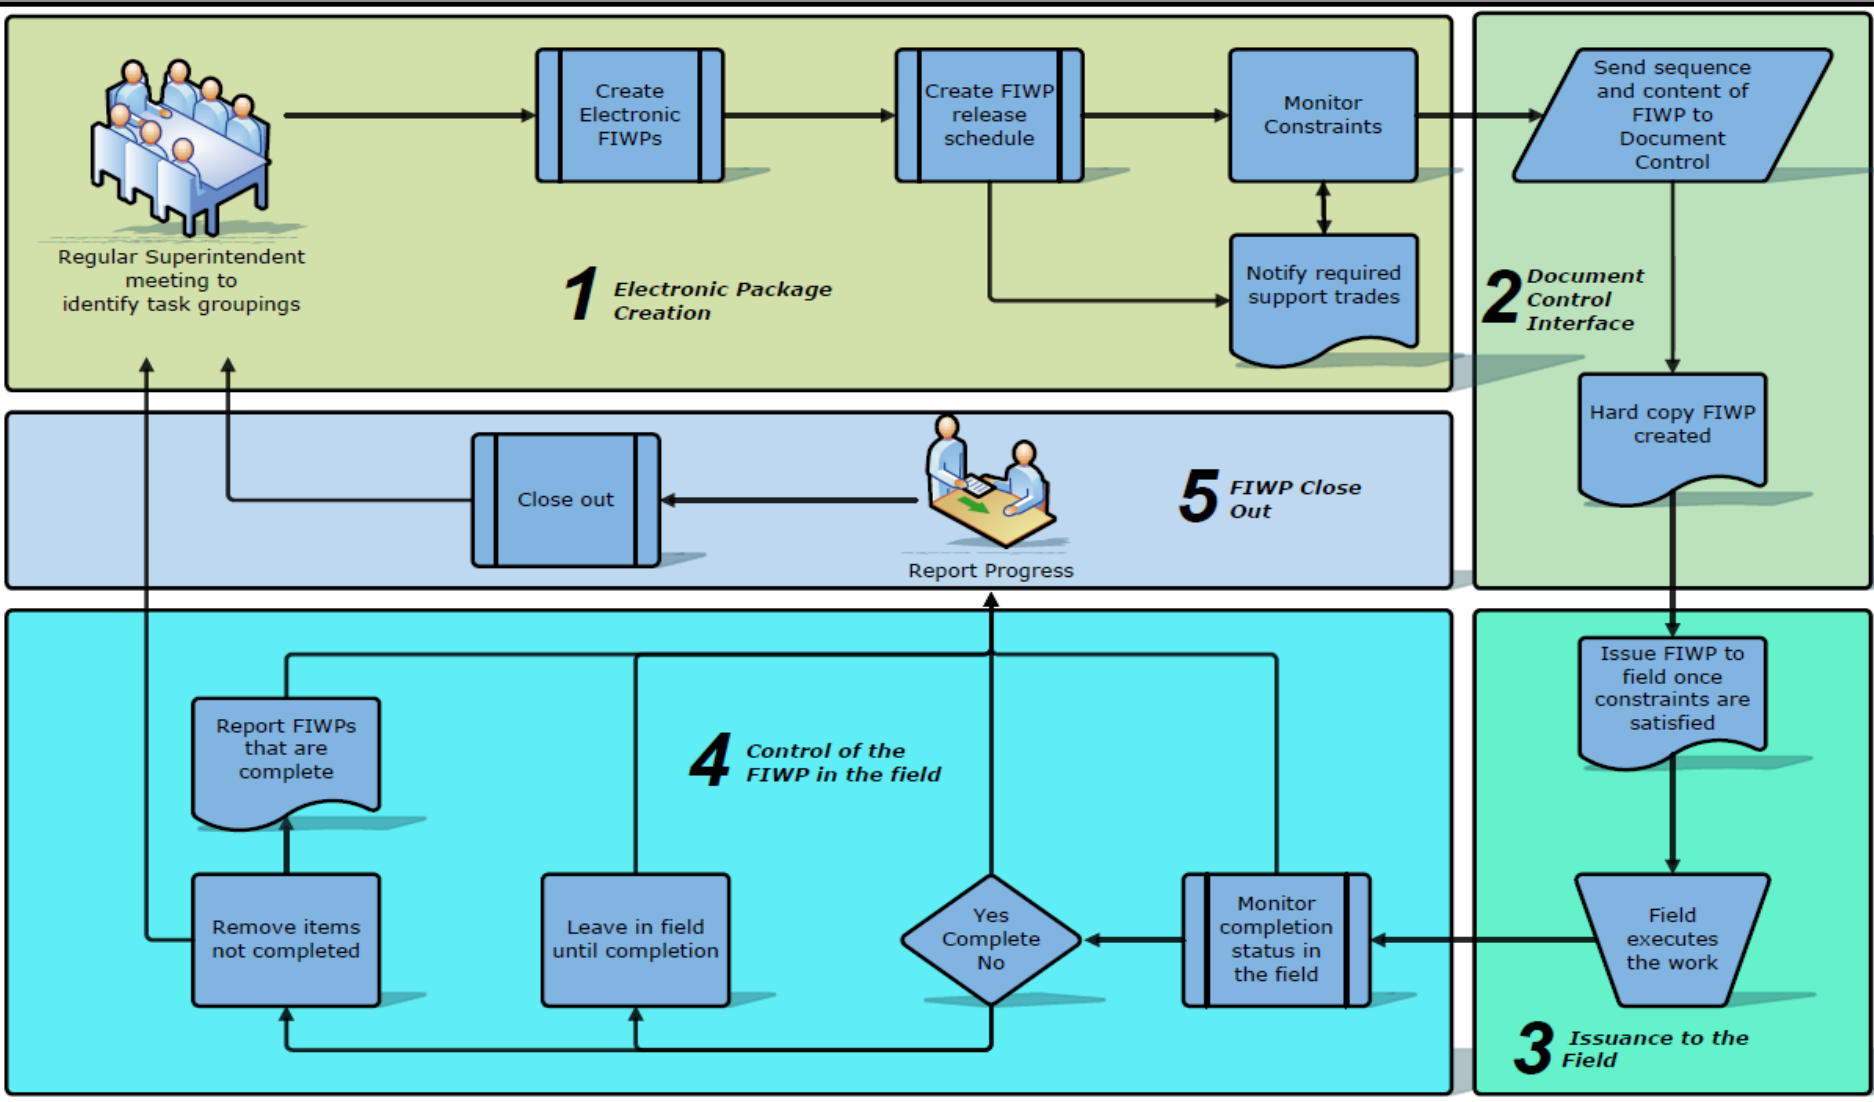 Create
Electronic
FIWPs
Create FIWP
release
schedule
Monitor
Constraints
Send sequence
and content of
FIWP to
Document
Control
Regular Superintendent
meeting to
identify task groupings
1
Electronic Package
Creation
Notify required
support trades
2
Document
Control
Interface
Hard copy FIWP
created
Close out
Report Progress
5
FIWP Close
Out
Issue FIWP to
field once
constraints are
satisfied
Report FIWPs
that are
complete
4
Control of the
FIWP in the field
Remove items
not completed
Leave in field
until completion
Yes
Complete
No
Monitor
completion
status in
the field
Field
executes
the work
3
Issuance to the
Field